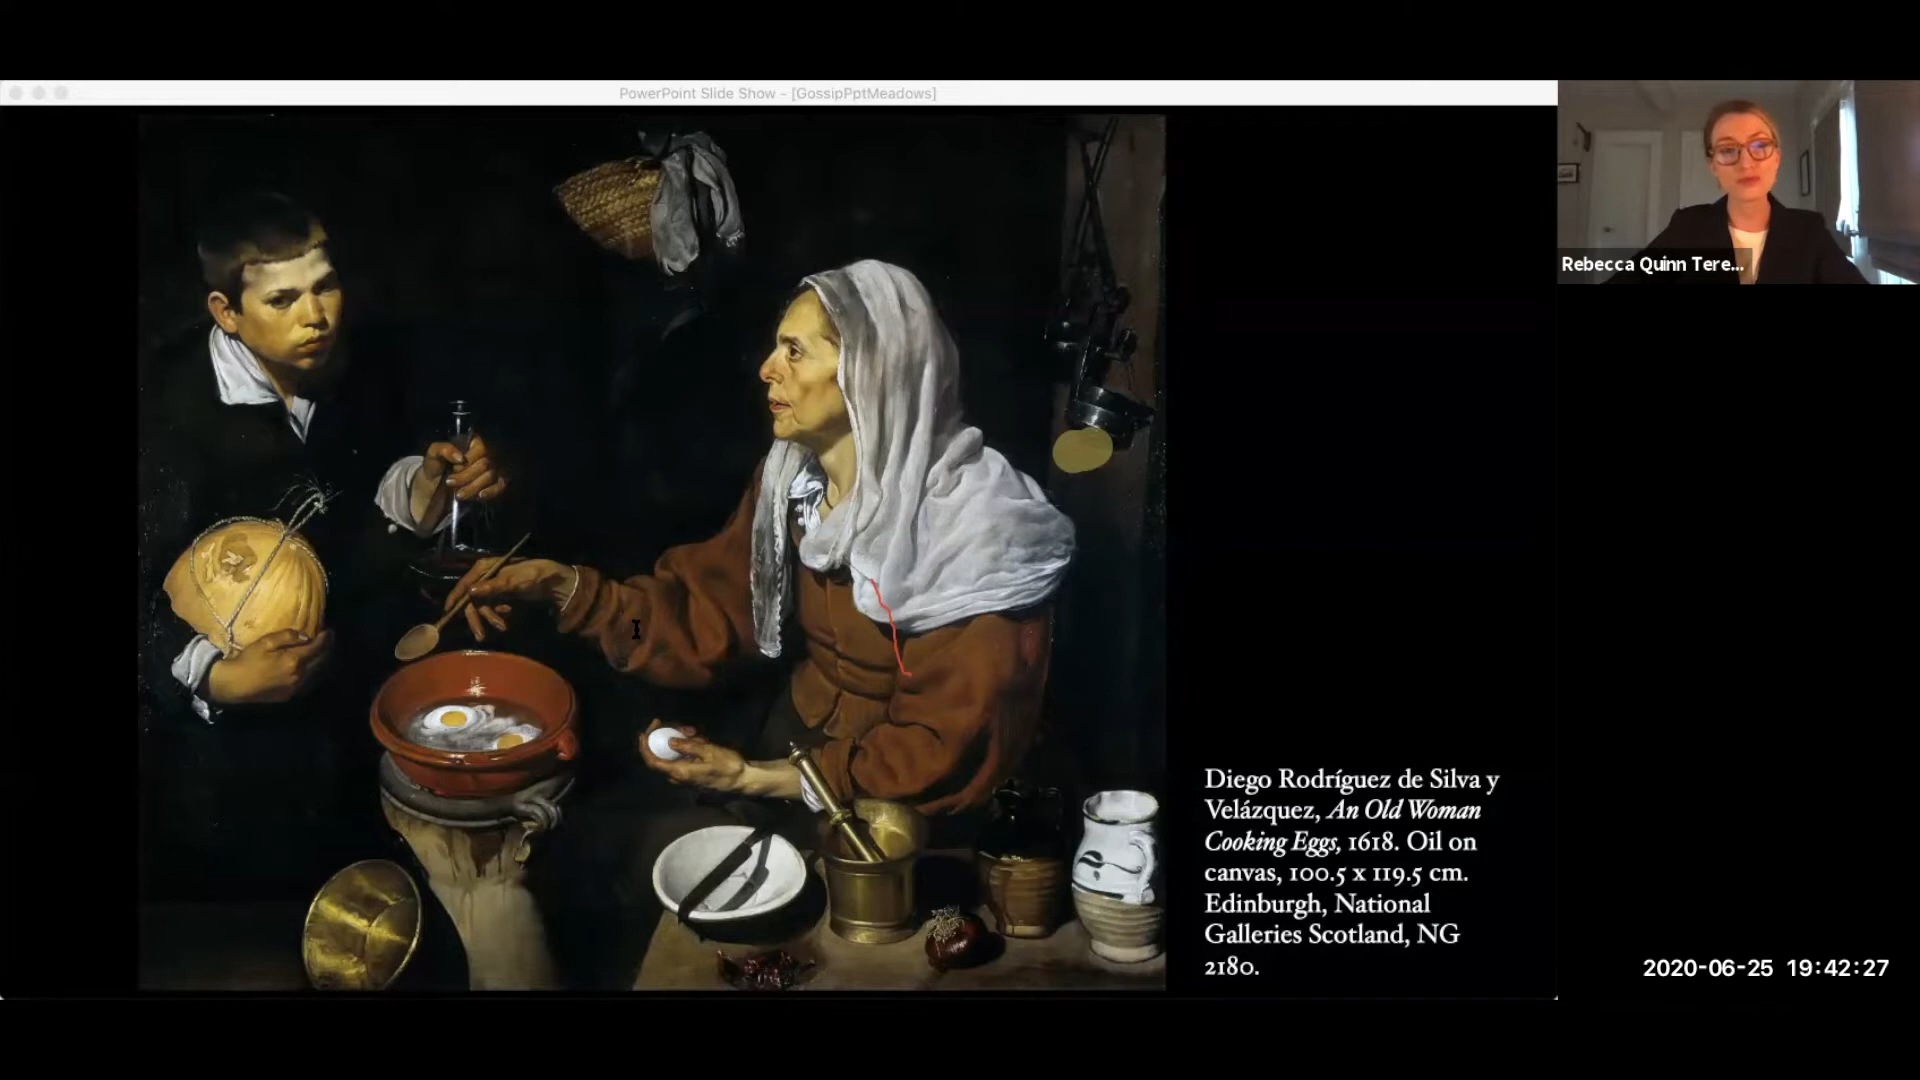 PowerPoint Slide Show - [GossipPptMeadows]
Rebecca Quinn Tere...
Diego Rodríguez de Silva y
Velázquez, An Old Woman
Cooking Eggs, 1618. Oil on
canvas, 100.5 x 119.5 cm.
Edinburgh, National
Galleries Scotland, NG
2180.
2020-06-25 19:42:27